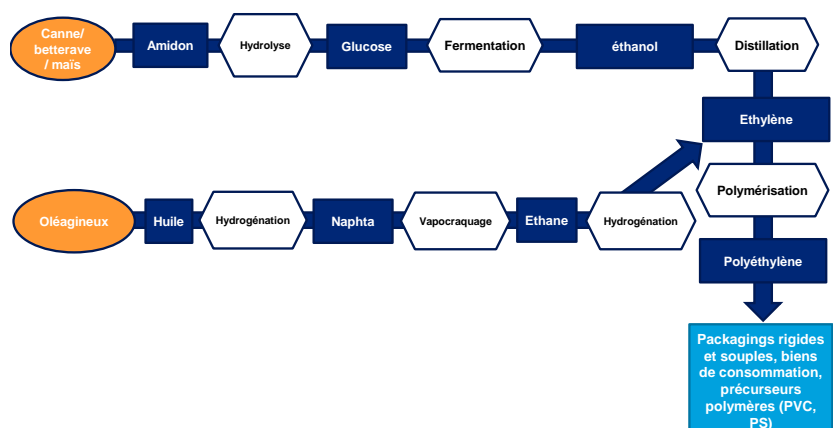 Canne/
betterave
/ maïs
Amidon
Hydrolyse
Glucose
Fermentation
éthanol
Distillation
Ethylène
Oléagineux
Huile
Hydrogénation
Naphta
Vapocraquage
Ethane
Hydrogénation
Polymérisation
Polyéthylène
Packagings rigides
et souples, biens
de consommation,
précurseurs
polymères (PVC,
PS)